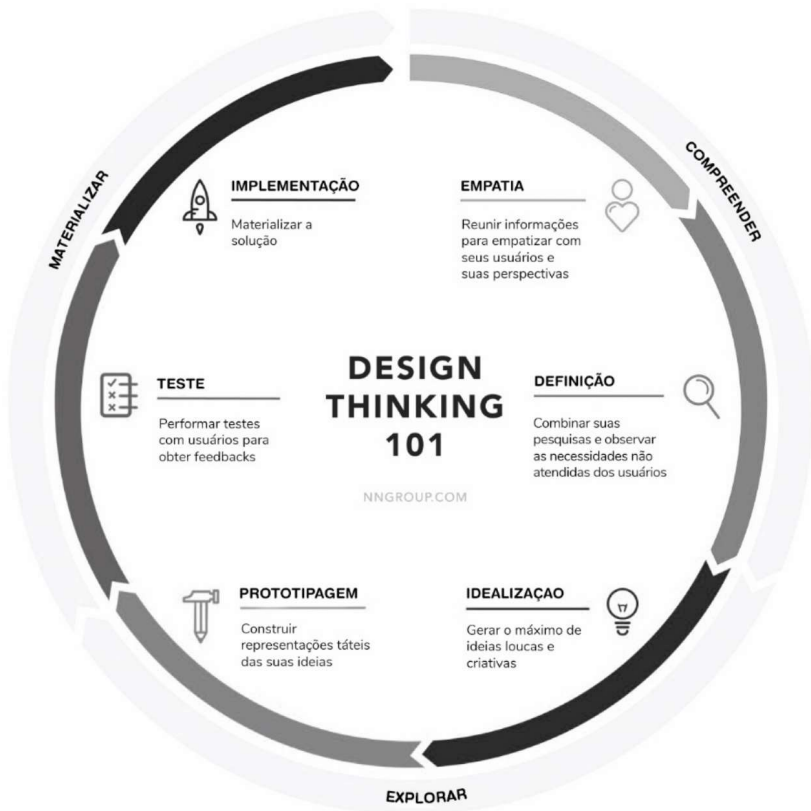 DESIGN
THINKING
101
NNGROUP.COM
COMPREENDER
EMPATIA
Reunir informações
para empatizar com
seus usuários e
suas perspectivas
DEFINIÇÃO
Combinar suas
pesquisas e observar
as necessidades não
atendidas dos usuários
EXPLORAR
IDEALIZAÇAO
Gerar o máximo de
ideias loucas e
criativas
PROTOTIPAGEM
Construir
representações táteis
das suas ideias
MATERIALIZAR
TESTE
Performar testes
com usuários para
obter feedbacks
IMPLEMENTAÇÃO
Materializar a
solução